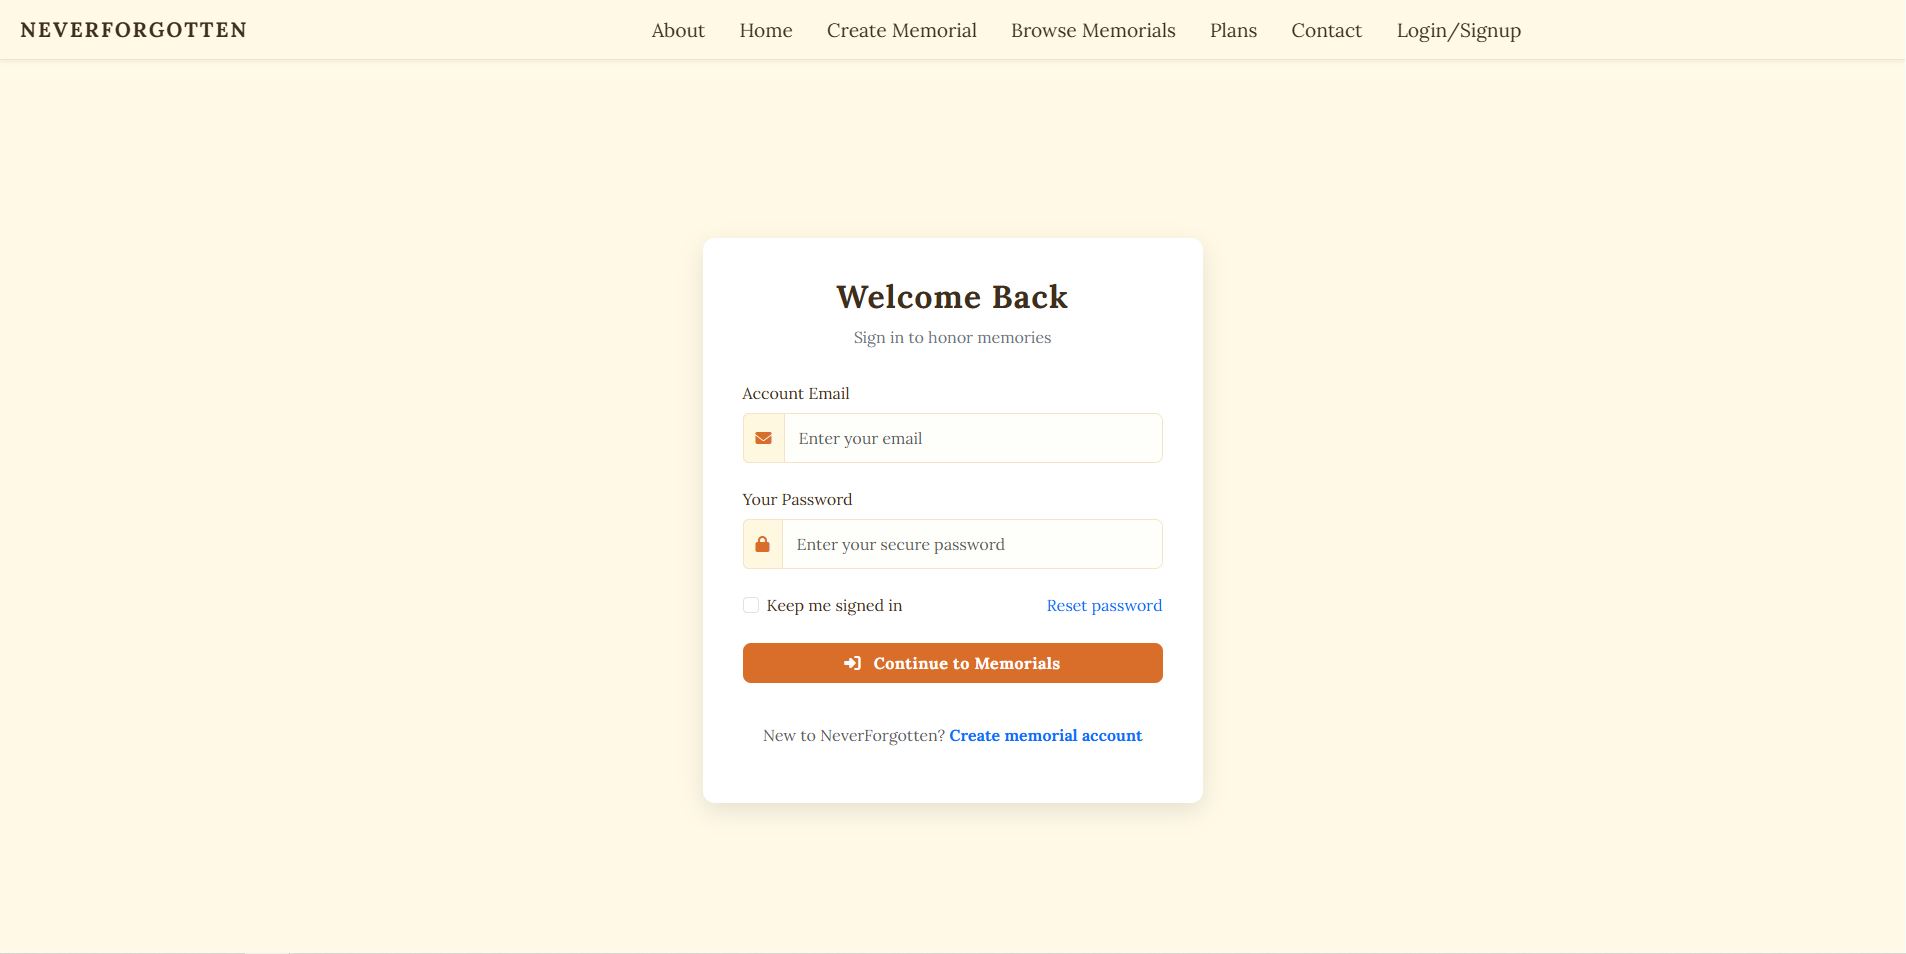 NEVERFORGOTTEN
About Home Create Memorial Browse Memorials Plans Contact Login/Signup
Welcome Back
Sign in to honor memories
Account Email
Enter your email
Your Password
Enter your secure password
Keep me signed in Reset password
Continue to Memorials
New to NeverForgotten? Create memorial account